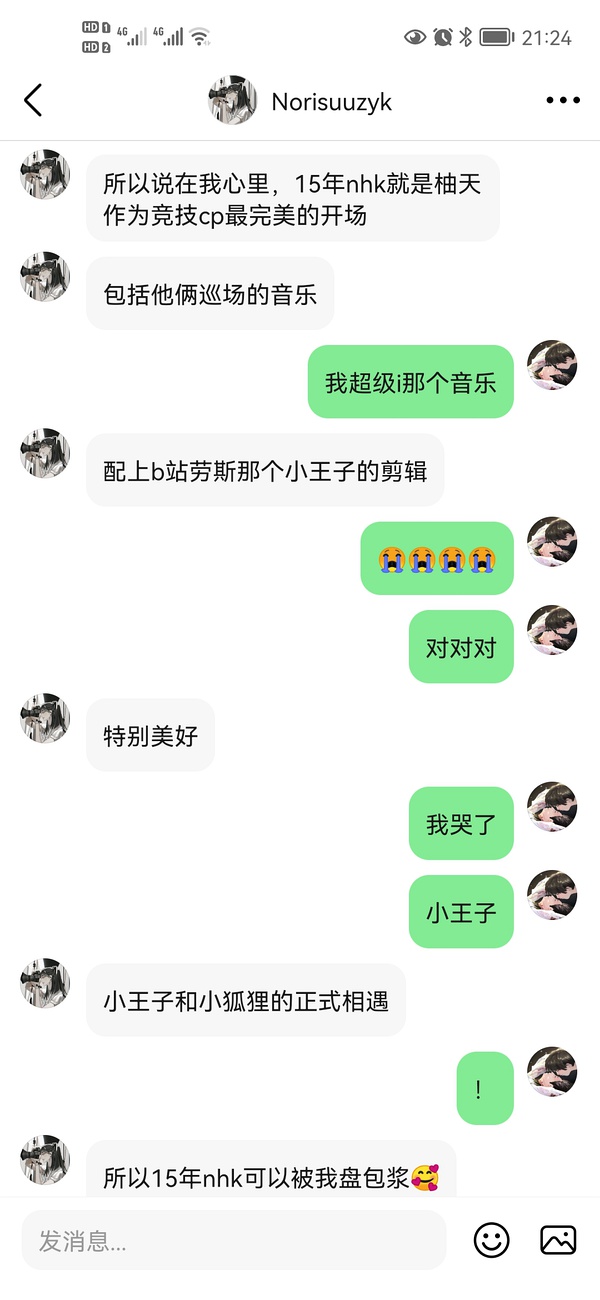 HD 1
HD 2
4G
4G
21:24
Norisuuzyk
所以说在我心里，15年nhk就是柚天
作为竞技cp最完美的开场
包括他俩巡场的音乐
我超级i那个音乐
配上b站劳斯那个小王子的剪辑
😭😭😭😭
对对对
特别美好
我哭了
小王子
小王子和小狐狸的正式相遇
！
所以15年nhk可以被我盘包浆🥰
发消息...